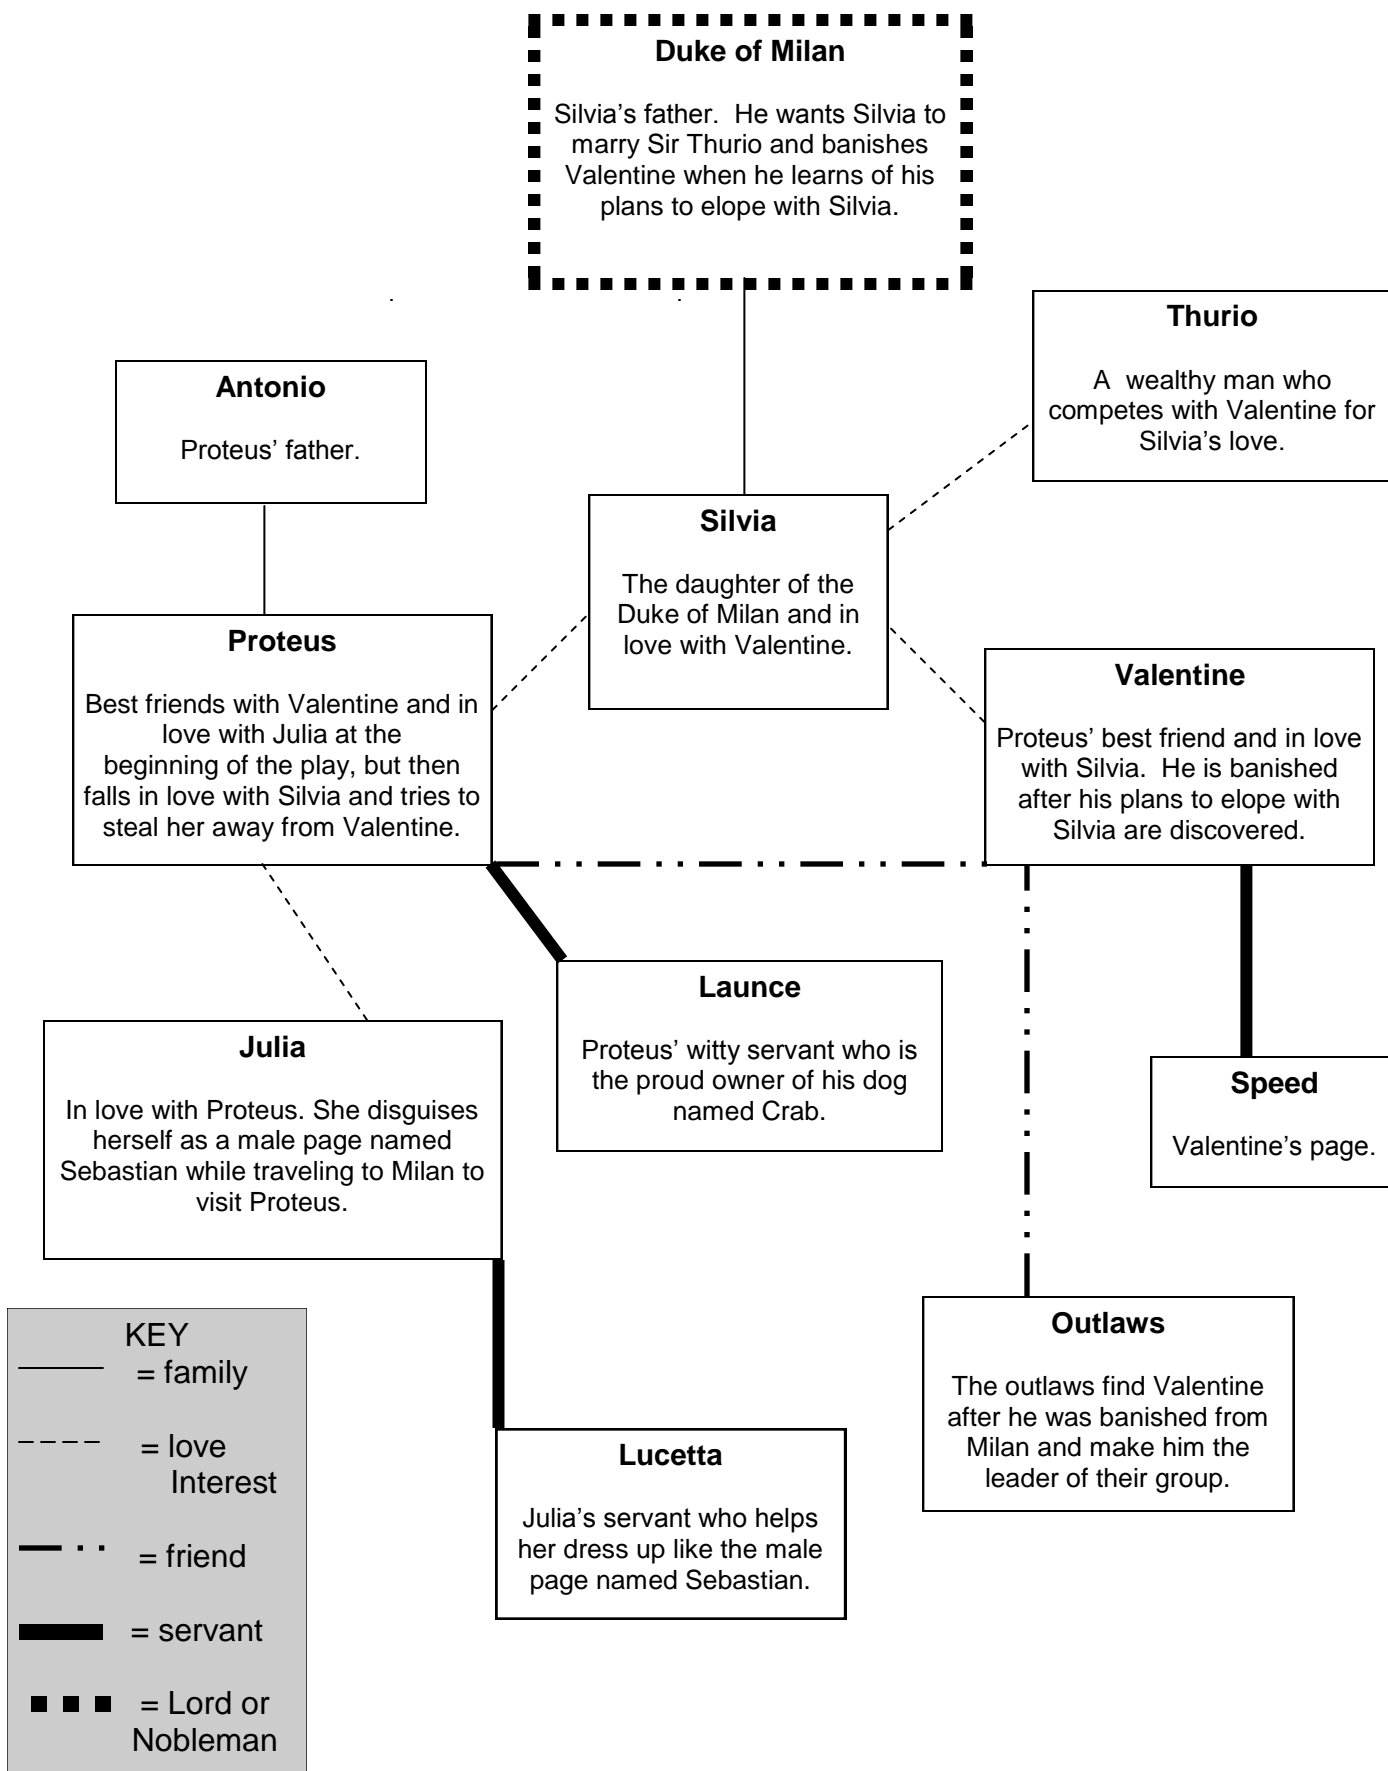 Duke of Milan
Silvia’s father.  He wants Silvia to
marry Sir Thurio and banishes
Valentine when he learns of his
plans to elope with Silvia.
Thurio
A  wealthy man who
competes with Valentine for
Silvia’s love.
Antonio
Proteus’ father.
Silvia
The daughter of the
Duke of Milan and in
love with Valentine.
Proteus
Best friends with Valentine and in
love with Julia at the
beginning of the play, but then
falls in love with Silvia and tries to
steal her away from Valentine.
Valentine
Proteus’ best friend and in love
with Silvia.  He is banished
after his plans to elope with
Silvia are discovered.
Launce
Proteus’ witty servant who is
the proud owner of his dog
named Crab.
Julia
In love with Proteus. She disguises
herself as a male page named
Sebastian while traveling to Milan to
visit Proteus.
Speed
Valentine’s page.
Outlaws
The outlaws find Valentine
after he was banished from
Milan and make him the
leader of their group.
Lucetta
Julia’s servant who helps
her dress up like the male
page named Sebastian.
KEY
= family
= love
Interest
= friend
= servant
= Lord or
Nobleman